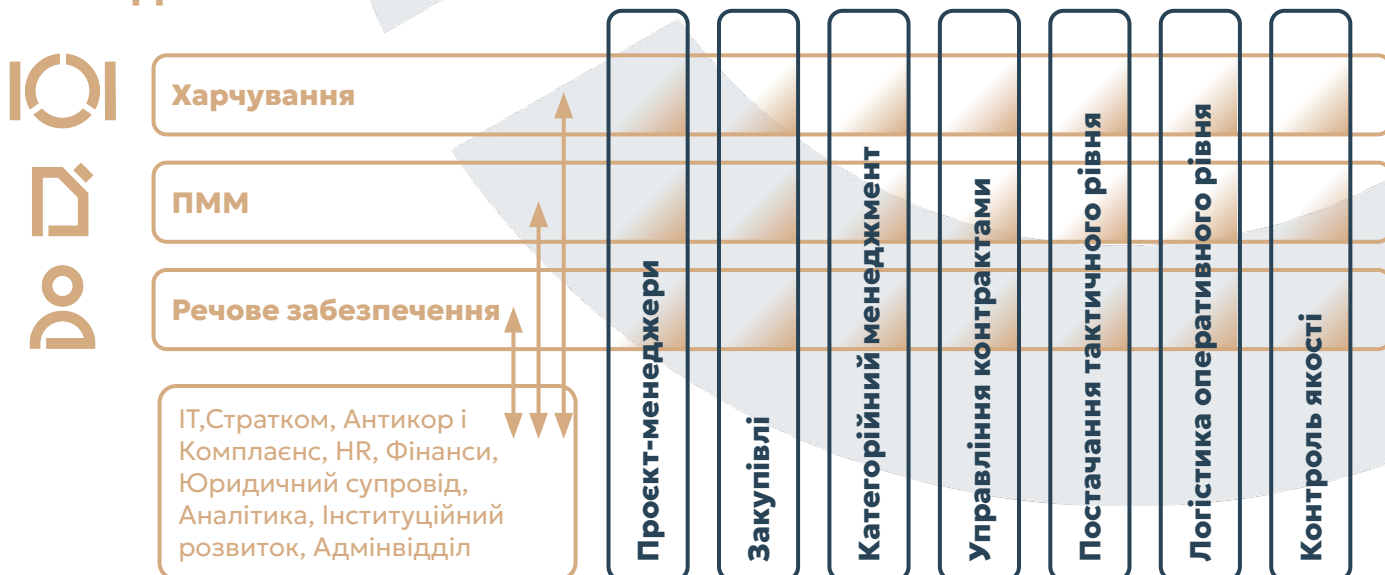 Харчування
ПММ
Речове забезпечення
ІТ,Стратком, Антикор і
Комплаєнс, HR, Фінанси,
Юридичний супровід,
Аналітика, Інституційний
розвиток, Адмінвідділ
Проєкт-менеджери
Закупівлі
Категорійний менеджмент
Управління контрактами
Постачання тактичного рівня
Логістика оперативного рівня
Контроль якості